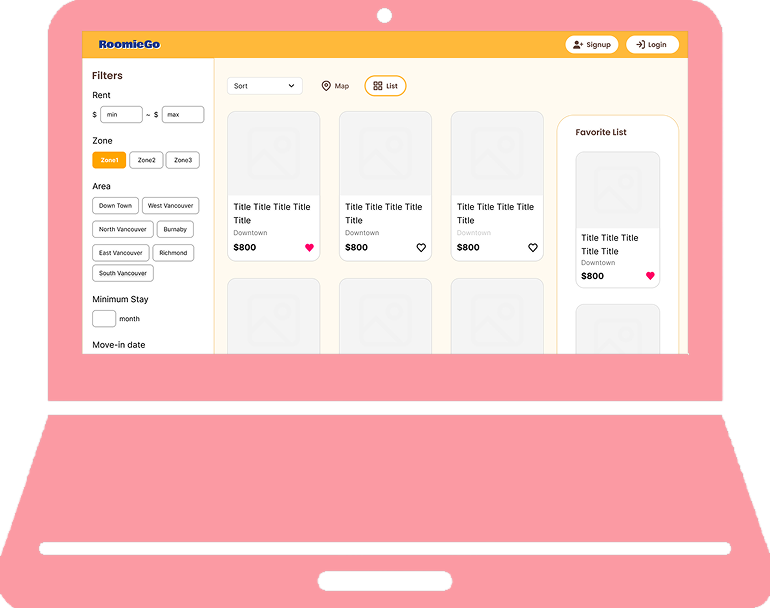 RoomieGo
Signup
Login
Filters
Rent
$ min ~ $ max
Zone
Zone1 Zone2 Zone3
Area
Down Town West Vancouver
North Vancouver Burnaby
East Vancouver Richmond
South Vancouver
Minimum Stay
month
Move-in date
Sort
Map
List
Title Title Title Title
Title
Downtown
$800
Title Title Title Title
Title
Downtown
$800
Title Title Title Title
Title
Downtown
$800
Favorite List
Title Title Title
Title Title
Downtown
$800